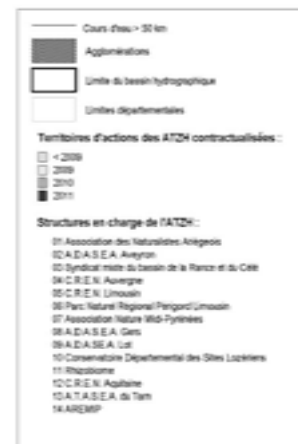 Cours d'eau > 50 km
Agglomérations
Limite du bassin hydrographique
Limites départementales
Territoires d'actions des ATZH contractualisées :
< 2009
2009
2010
2011
Structures en charge de l'ATZH :
01 Association des Naturalistes Ariégeois
02 A.D.A.S.E.A. Aveyron
03 Syndicat mixte du bassin de la Rance et du Célé
04 C.R.E.N. Auvergne
05 C.R.E.N. Limousin
06 Parc Naturel Régional Périgord Limousin
07 Association Nature Midi-Pyrénées
08 A.D.A.S.E.A. Gers
09 A.D.A.SE.A. Lot
10 Conservatoire Départemental des Sites Lozériens
11 Rhizobiome
12 C.R.E.N. Aquitaine
13 A.T.A.S.E.A. du Tarn
14 AREMIP